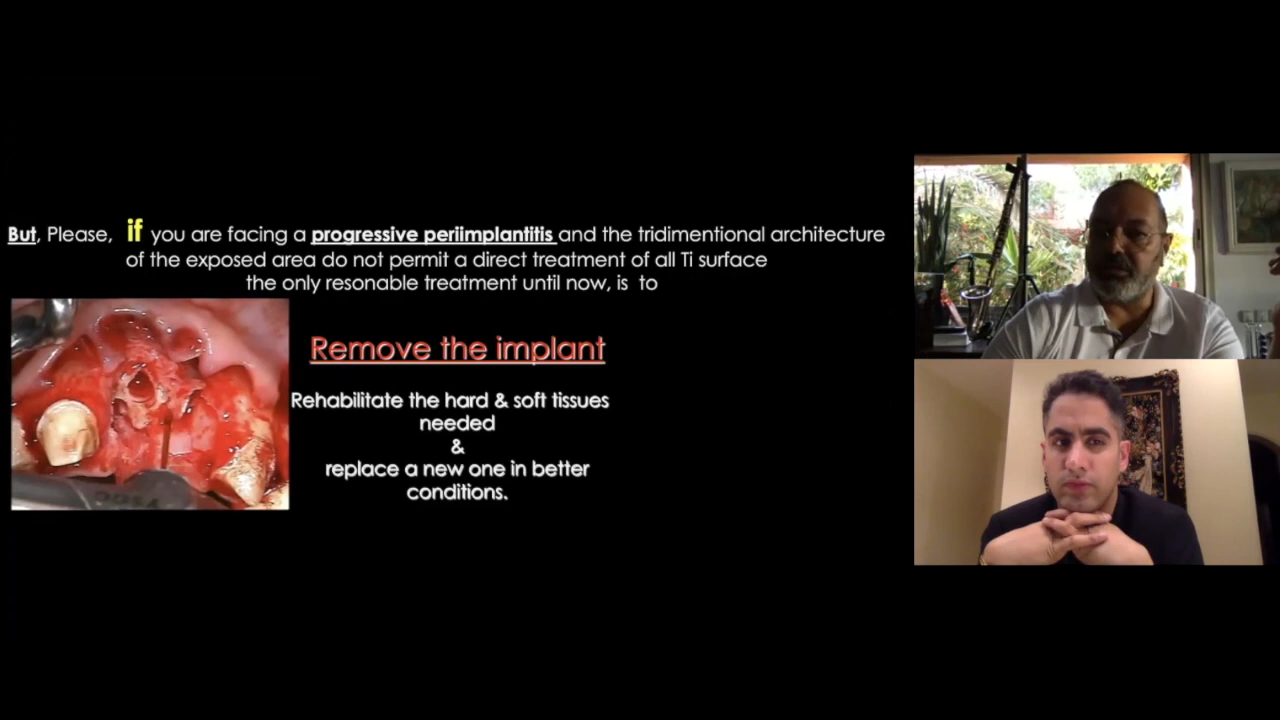 But, Please, if you are facing a progressive periimplantitis and the tridimentional architecture
of the exposed area do not permit a direct treatment of all Ti surface
the only resonable treatment until now, is to
Remove the implant
Rehabilitate the hard & soft tissues
needed
&
replace a new one in better
conditions.